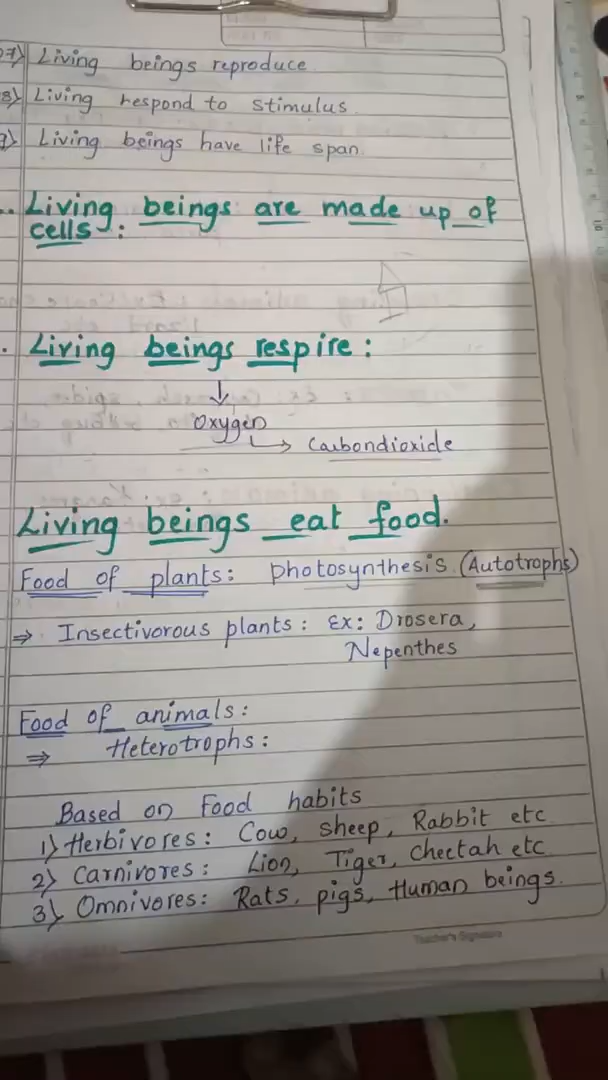 07) Living beings reproduce
8) Living respond to stimulus.
9) Living beings have life span.
Living beings are made up of
cells :
Living beings respire :
↓
Oxygen
→ Carbondioxide
Living beings eat food.
Food of plants: photosynthesis. (Autotrophs)
⇒ Insectivorous plants : Ex: Drosera,
Nepenthes
Food of animals:
⇒ Heterotrophs :
Based on Food habits
1) Herbivores : Cow, sheep, Rabbit etc
2) Carnivores : Lion, Tiger, Cheetah etc
3) Omnivores : Rats, pigs, Human beings.
Teacher's Signature